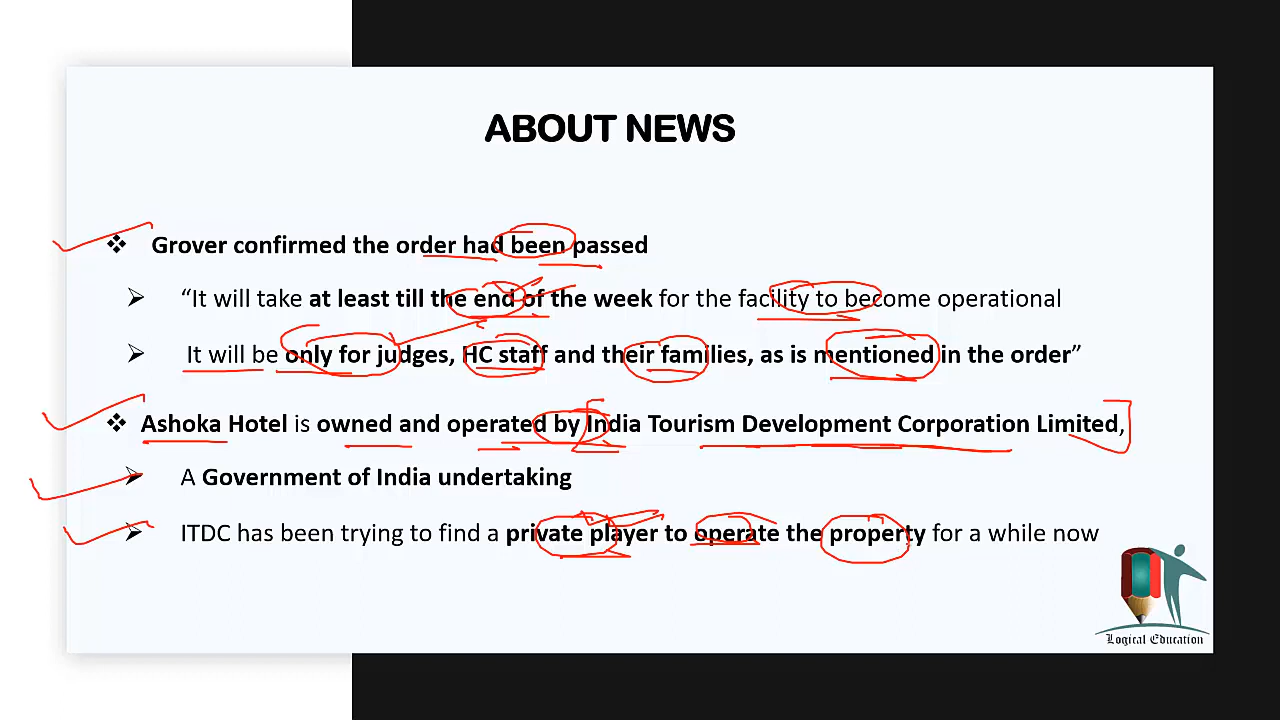 ABOUT NEWS
Grover confirmed the order had been passed
“It will take at least till the end of the week for the facility to become operational
It will be only for judges, HC staff and their families, as is mentioned in the order”
Ashoka Hotel is owned and operated by India Tourism Development Corporation Limited,
A Government of India undertaking
ITDC has been trying to find a private player to operate the property for a while now
Logical Education